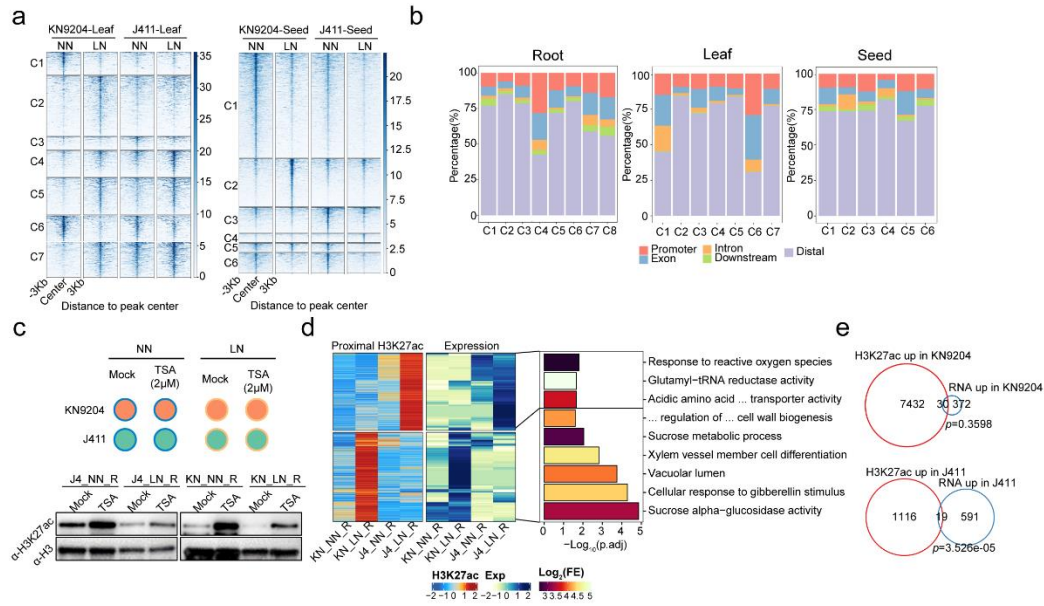 a
KN9204-Leaf J411-Leaf
NN LN NN LN
C1
C2
C3
C4
C5
C6
C7
35
30
25
20
15
10
5
0
-3Kb Center 3Kb
Distance to peak center
KN9204-Seed J411-Seed
NN LN NN LN
C1
C2
C3
C4
C5
C6
20
17.5
15
12.5
10
7.5
5
2.5
0
-3Kb Center 3Kb
Distance to peak center
b
Root Leaf Seed
Percentage(%)
100
75
50
25
0
C1 C2 C3 C4 C5 C6 C7 C8
Percentage(%)
100
75
50
25
0
C1 C2 C3 C4 C5 C6 C7
Percentage(%)
100
75
50
25
0
C1 C2 C3 C4 C5 C6
Promoter Intron Distal
Exon Downstream
c
NN LN
Mock TSA (2μM) Mock TSA (2μM)
KN9204
J411
J4_NN_R J4_LN_R KN_NN_R KN_LN_R
Mock TSA Mock TSA Mock TSA Mock TSA
α-H3K27ac
α-H3
d
Proximal H3K27ac Expression
KN_NN_R KN_LN_R J4_NN_R J4_LN_R KN_NN_R KN_LN_R J4_NN_R J4_LN_R
Response to reactive oxygen species
Glutamyl-tRNA reductase activity
Acidic amino acid ... transporter activity
... regulation of ... cell wall biogenesis
Sucrose metabolic process
Xylem vessel member cell differentiation
Vacuolar lumen
Cellular response to gibberellin stimulus
Sucrose alpha-glucosidase activity
0 1 2 3 4 5
−Log10(p.adj)
H3K27ac Exp Log2(FE)
−2 −1 0 1 2 −2 −1 0 1 2 3 3.5 4 4.5 5
e
H3K27ac up in KN9204
RNA up in KN9204
7432 30 372
p=0.3598
H3K27ac up in J411
RNA up in J411
1116 19 591
p=3.526e-05